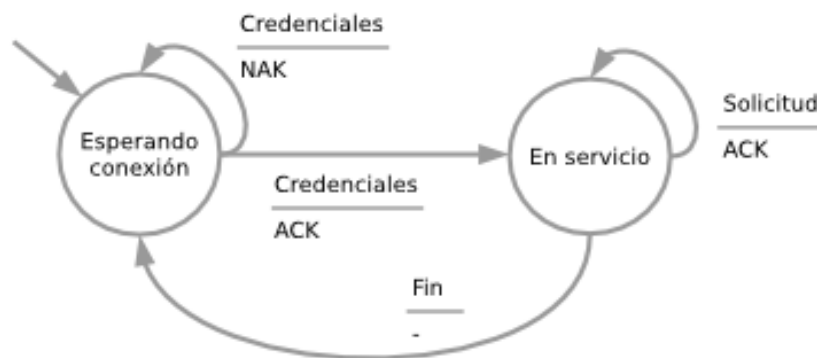 Credenciales
NAK
Esperando
conexión
Credenciales
ACK
En servicio
Solicitud
ACK
Fin
-